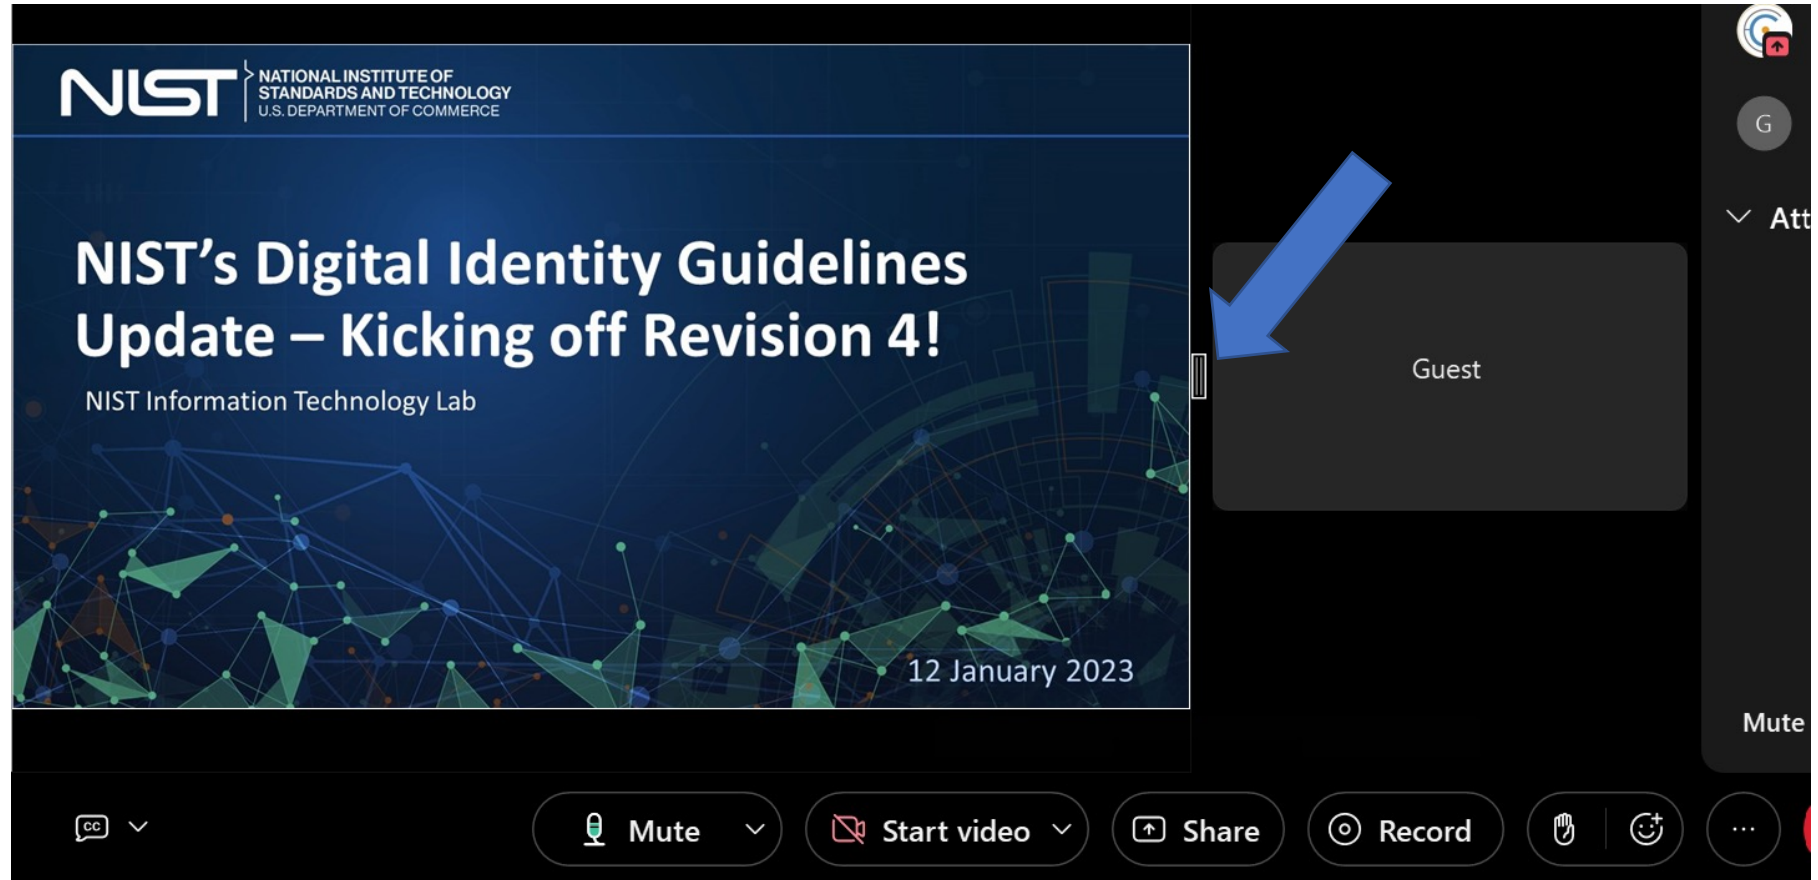 NIST
NATIONAL INSTITUTE OF
STANDARDS AND TECHNOLOGY
U.S. DEPARTMENT OF COMMERCE
NIST's Digital Identity Guidelines
Update – Kicking off Revision 4!
NIST Information Technology Lab
12 January 2023
Guest
G
Att
Mute
CC
Mute
Start video
Share
Record